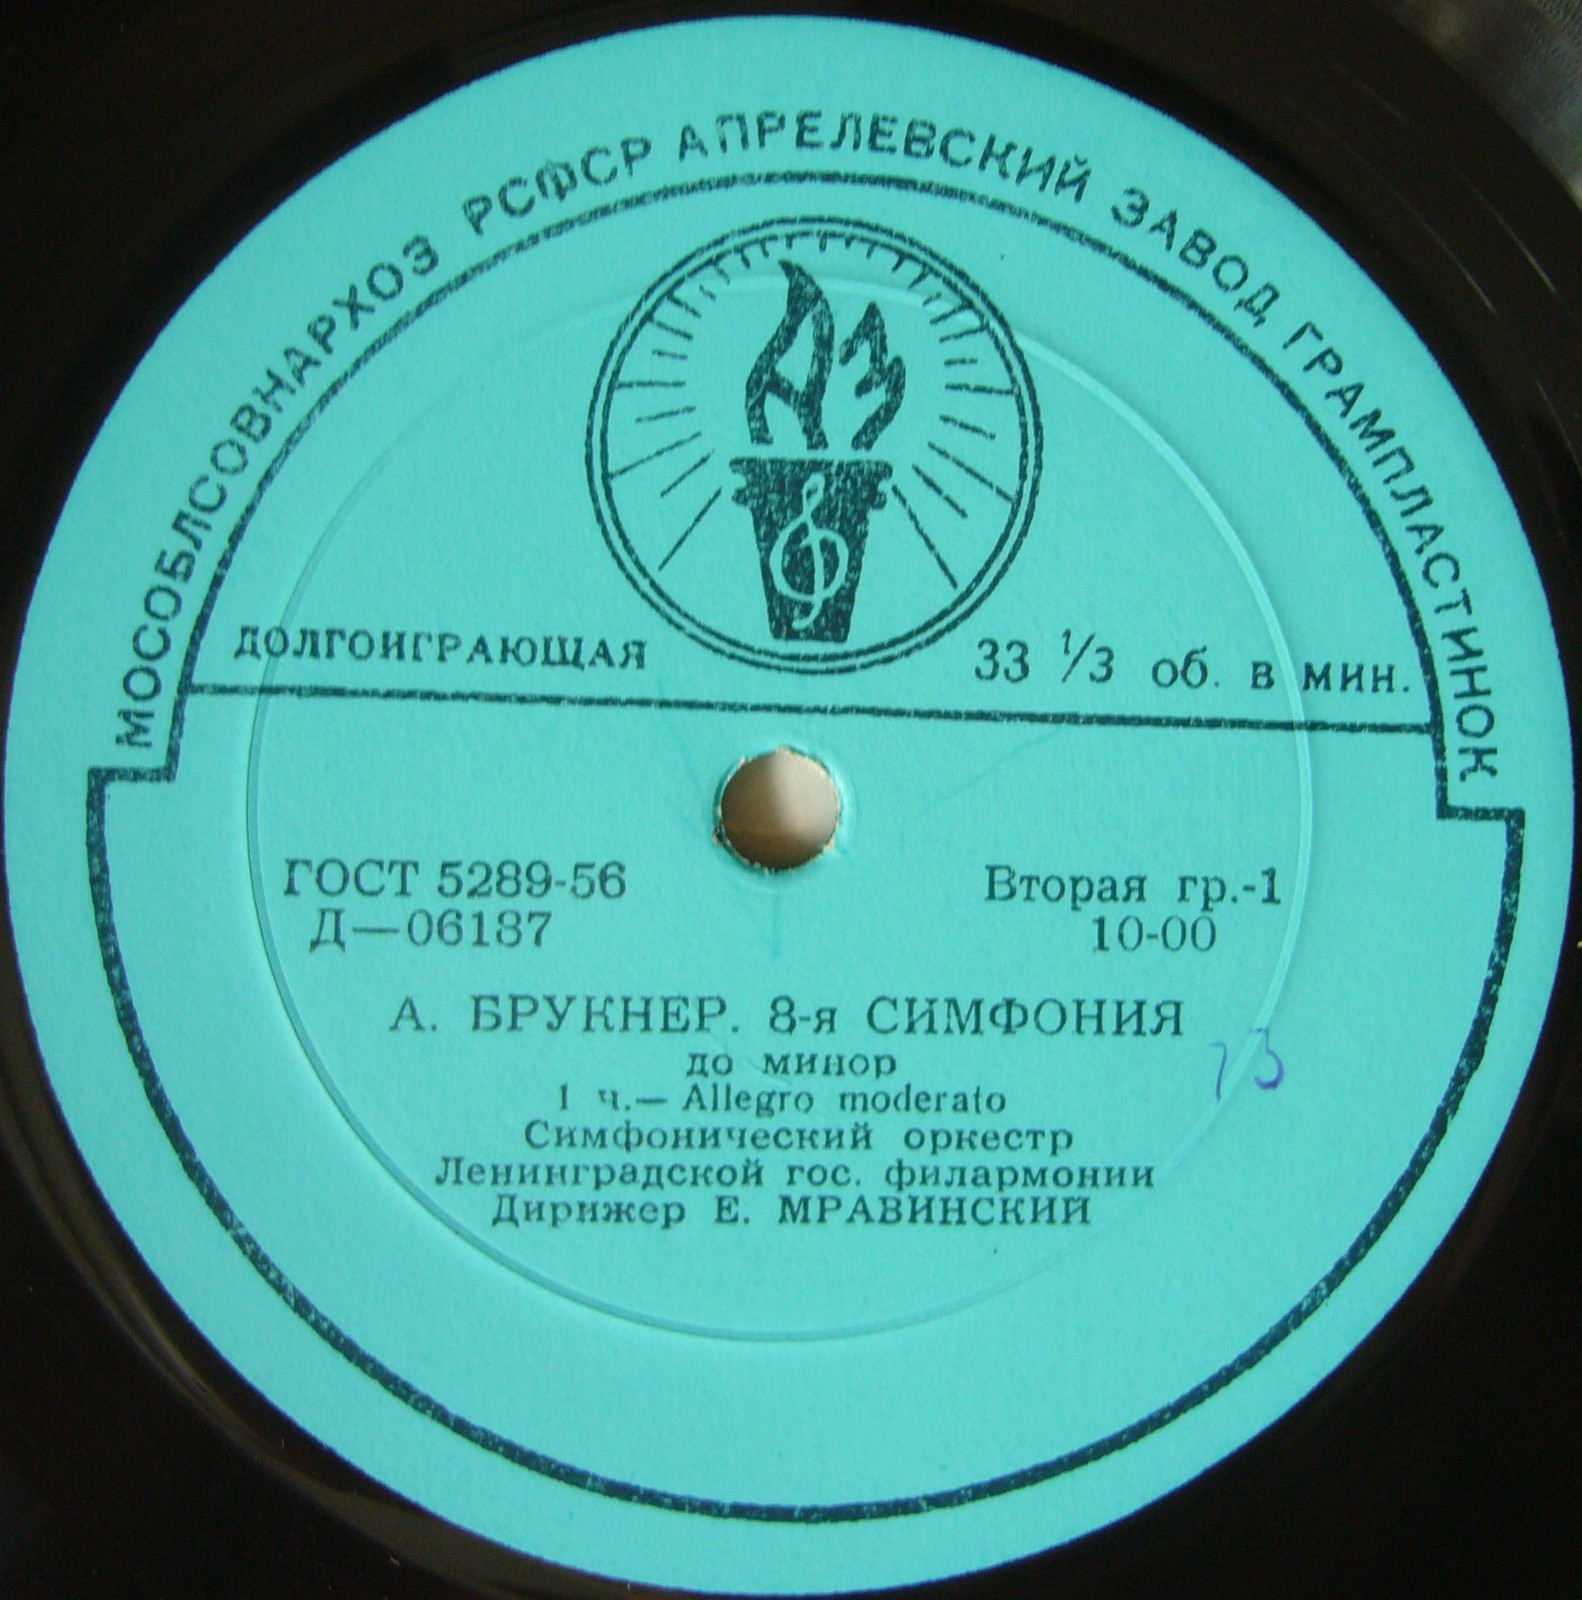 МОСОБЛСОВНАРХОЗ РСФСР АПРЕЛЕВСКИЙ ЗАВОД ГРАМПЛАСТИНОК
АЗ
ДОЛГОИГРАЮЩАЯ
33 1/3 об. в мин.
ГОСТ 5289-56
Вторая гр.-1
Д—06187
10-00
А. БРУКНЕР. 8-я СИМФОНИЯ
до минор
1 ч.— Allegro moderato
Симфонический оркестр
Ленинградской гос. филармонии
Дирижер Е. МРАВИНСКИЙ